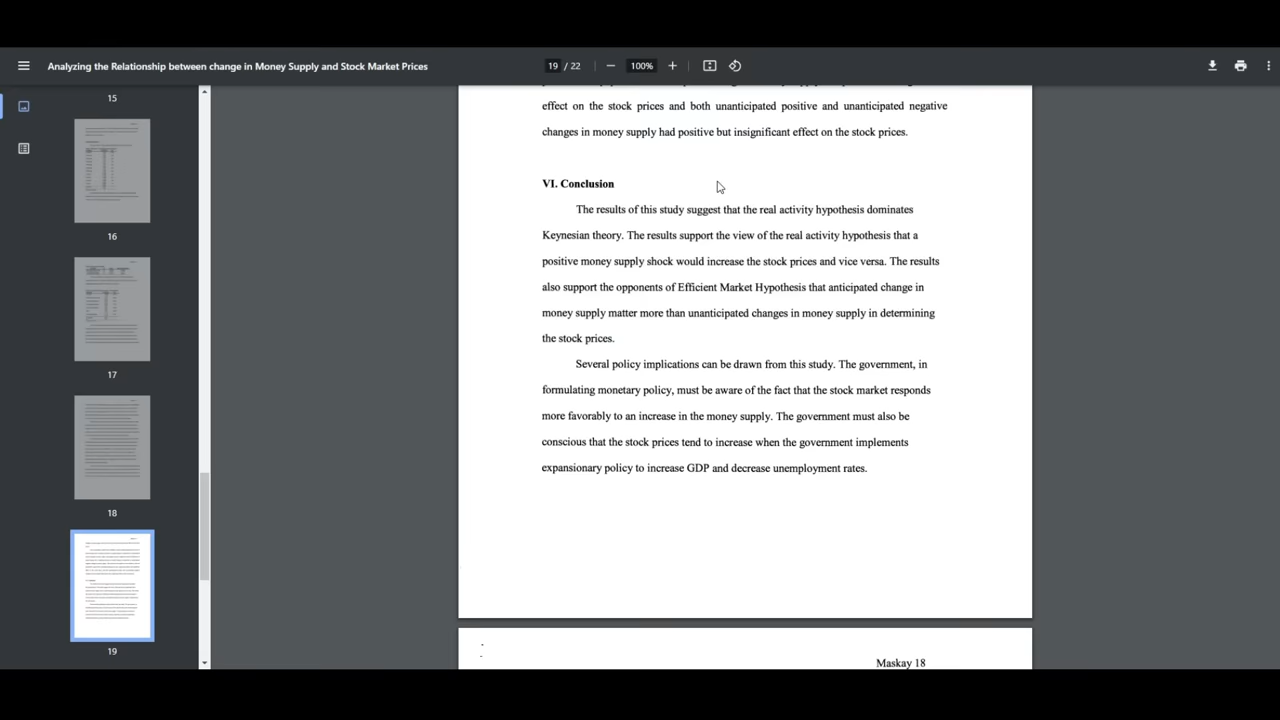 Analyzing the Relationship between change in Money Supply and Stock Market Prices
19 / 22
100%
15
16
17
18
19
effect on the stock prices and both unanticipated positive and unanticipated negative
changes in money supply had positive but insignificant effect on the stock prices.
VI. Conclusion
The results of this study suggest that the real activity hypothesis dominates
Keynesian theory. The results support the view of the real activity hypothesis that a
positive money supply shock would increase the stock prices and vice versa. The results
also support the opponents of Efficient Market Hypothesis that anticipated change in
money supply matter more than unanticipated changes in money supply in determining
the stock prices.
Several policy implications can be drawn from this study. The government, in
formulating monetary policy, must be aware of the fact that the stock market responds
more favorably to an increase in the money supply. The government must also be
conscious that the stock prices tend to increase when the government implements
expansionary policy to increase GDP and decrease unemployment rates.
Maskay 18